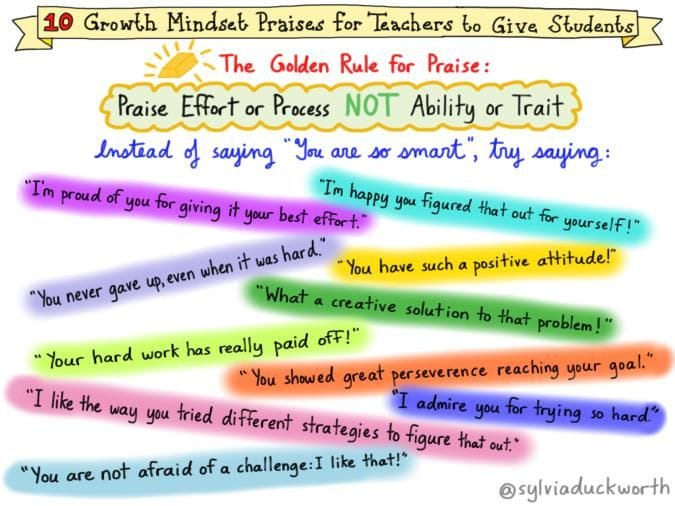 10 Growth Mindset Praises for Teachers to Give Students
The Golden Rule for Praise:
Praise Effort or Process NOT Ability or Trait
Instead of saying "You are so smart", try saying:
"I'm proud of you for giving it your best effort."
"I'm happy you figured that out for yourself!"
"You never gave up, even when it was hard."
"You have such a positive attitude!"
"What a creative solution to that problem!"
"Your hard work has really paid off!"
"You showed great perseverence reaching your goal."
"I like the way you tried different strategies to figure that out."
"I admire you for trying so hard."
"You are not afraid of a challenge: I like that!"
@sylviaduckworth